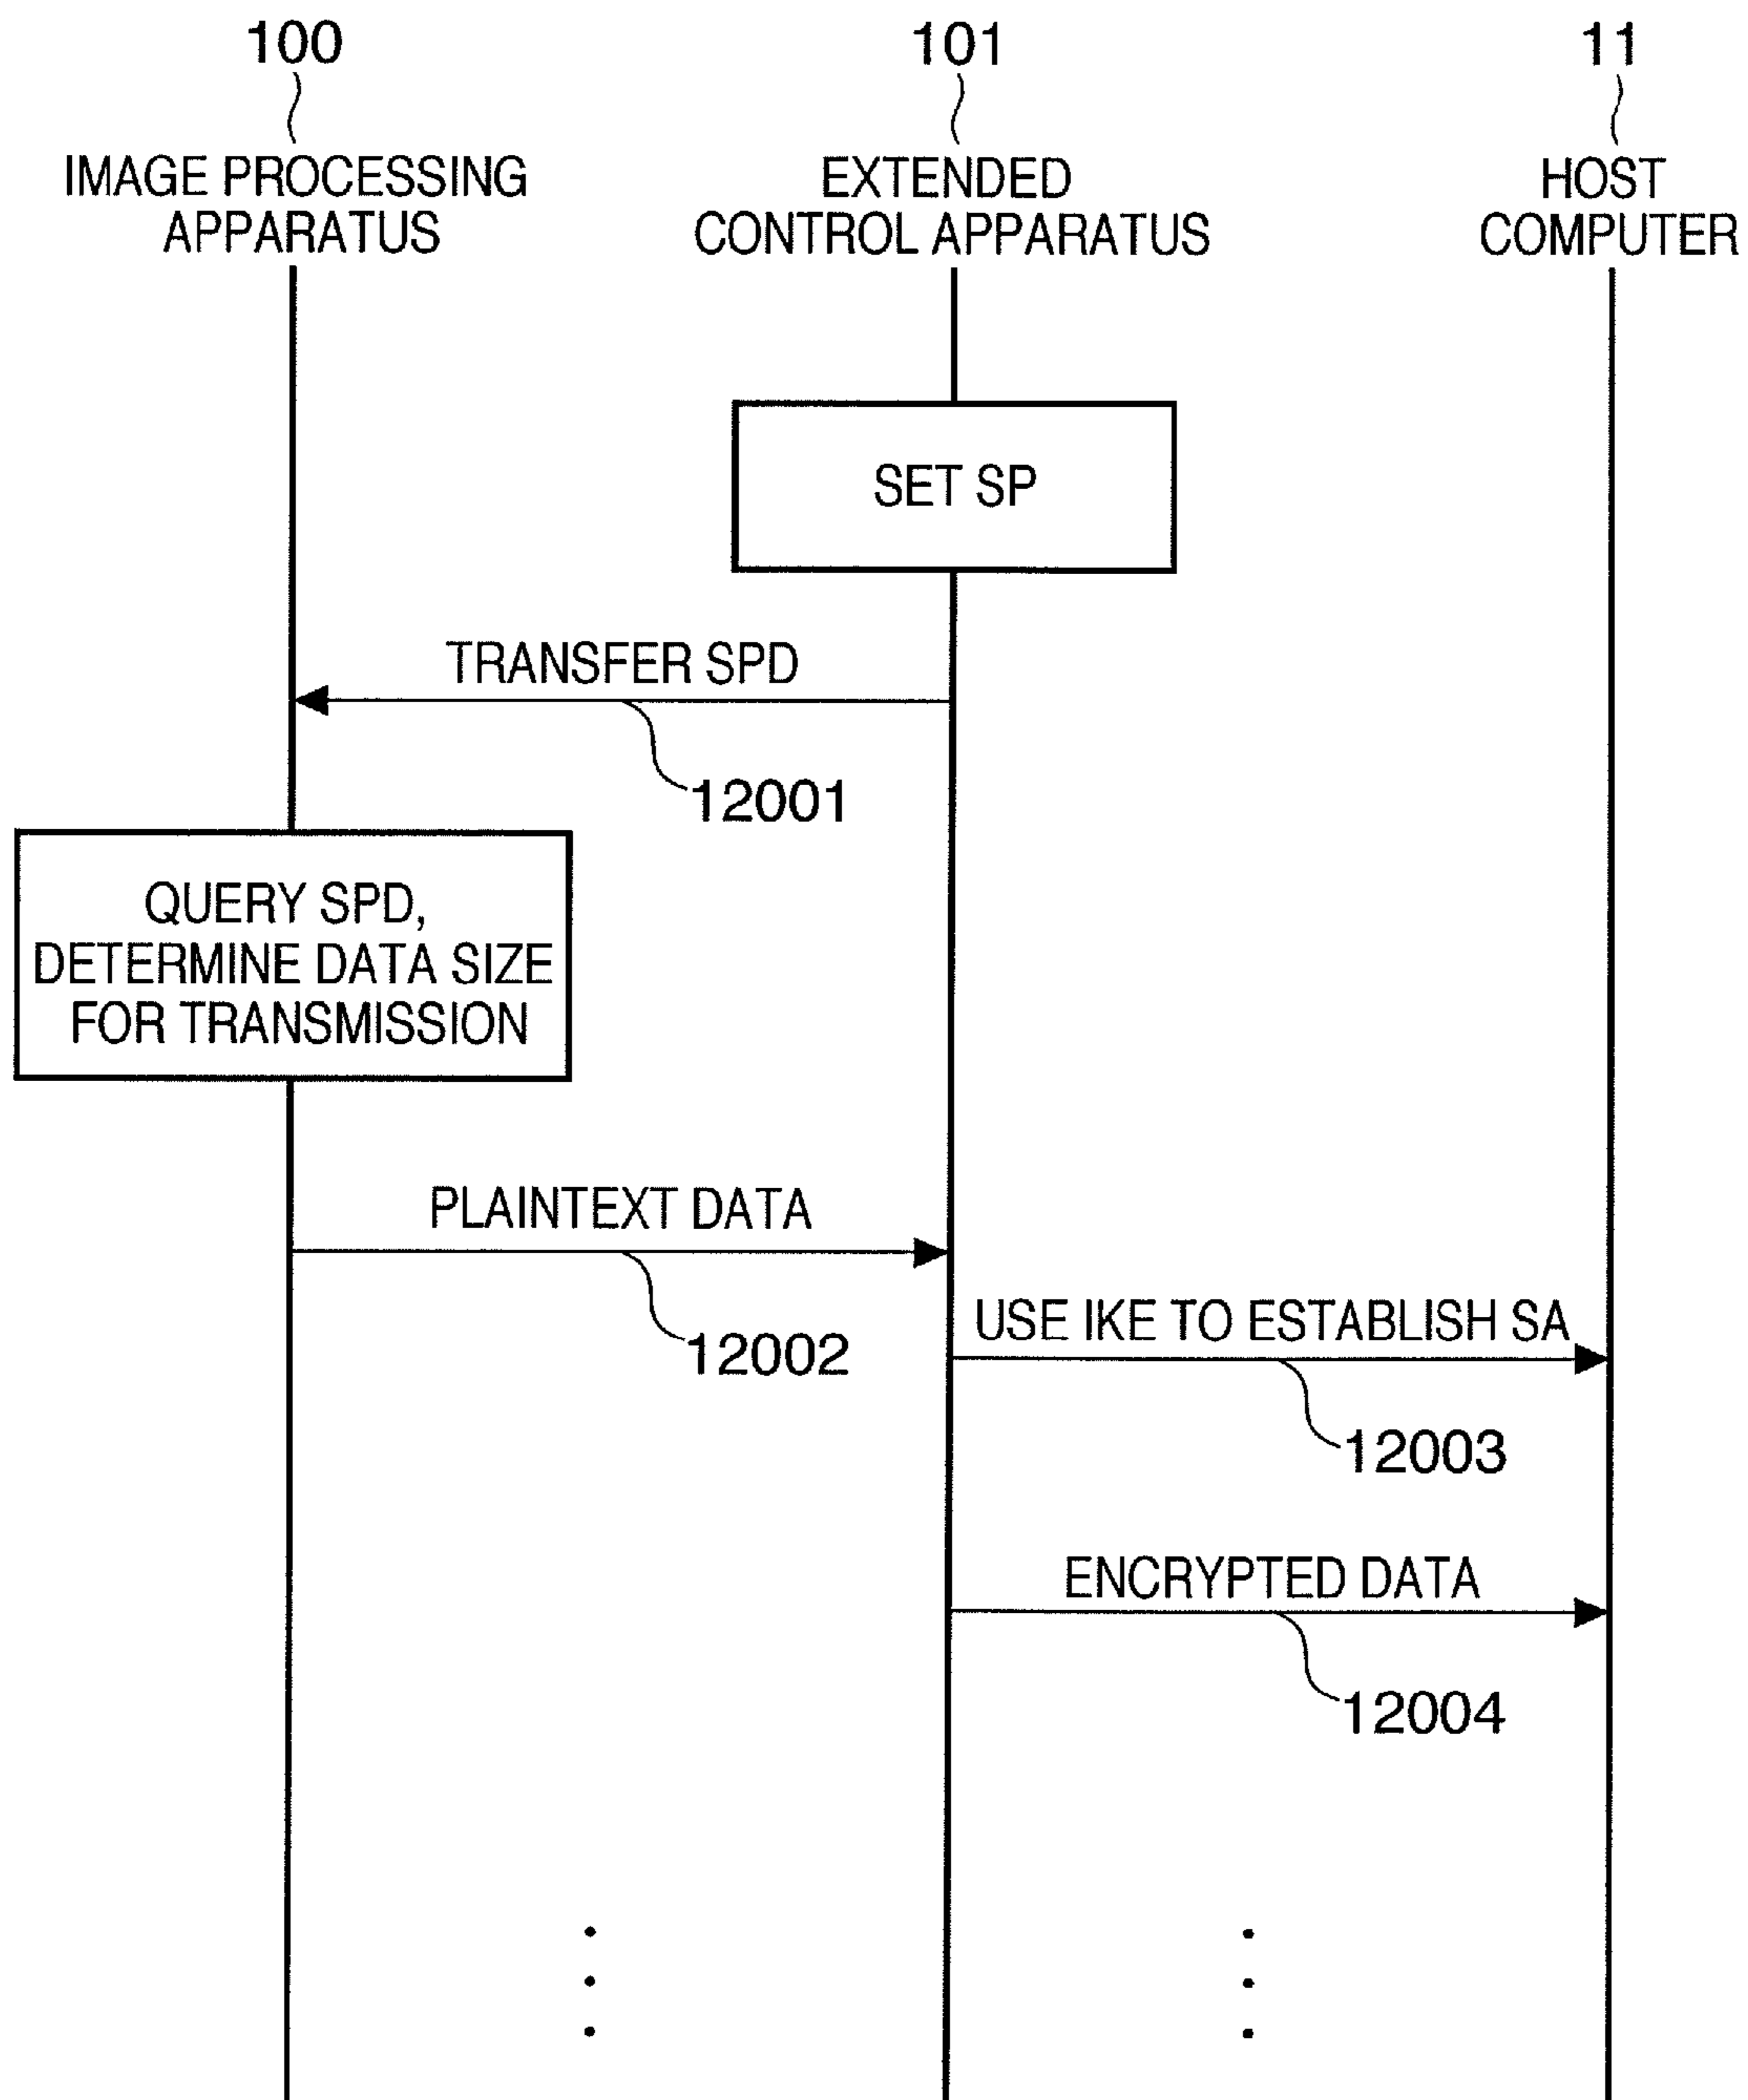 100
101
11
IMAGE PROCESSING
APPARATUS
EXTENDED
CONTROL APPARATUS
HOST
COMPUTER
SET SP
TRANSFER SPD
12001
QUERY SPD,
DETERMINE DATA SIZE
FOR TRANSMISSION
PLAINTEXT DATA
12002
USE IKE TO ESTABLISH SA
12003
ENCRYPTED DATA
12004